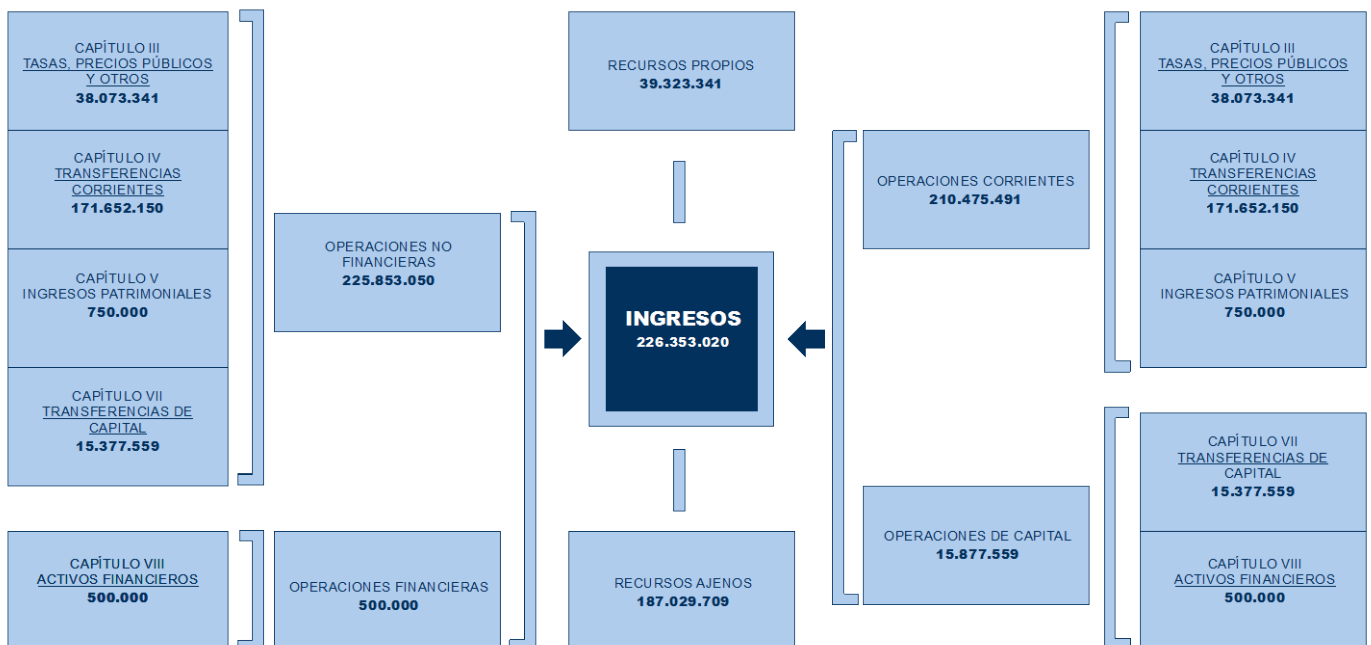 CAPÍTULO III
TASAS, PRECIOS PÚBLICOS
Y OTROS
38.073.341
CAPÍTULO IV
TRANSFERENCIAS
CORRIENTES
171.652.150
CAPÍTULO V
INGRESOS PATRIMONIALES
750.000
CAPÍTULO VII
TRANSFERENCIAS DE
CAPITAL
15.377.559
CAPÍTULO VIII
ACTIVOS FINANCIEROS
500.000
OPERACIONES NO
FINANCIERAS
225.853.050
OPERACIONES FINANCIERAS
500.000
RECURSOS PROPIOS
39.323.341
INGRESOS
226.353.020
RECURSOS AJENOS
187.029.709
OPERACIONES CORRIENTES
210.475.491
OPERACIONES DE CAPITAL
15.877.559
CAPÍTULO III
TASAS, PRECIOS PÚBLICOS
Y OTROS
38.073.341
CAPÍTULO IV
TRANSFERENCIAS
CORRIENTES
171.652.150
CAPÍTULO V
INGRESOS PATRIMONIALES
750.000
CAPÍTULO VII
TRANSFERENCIAS DE
CAPITAL
15.377.559
CAPÍTULO VIII
ACTIVOS FINANCIEROS
500.000